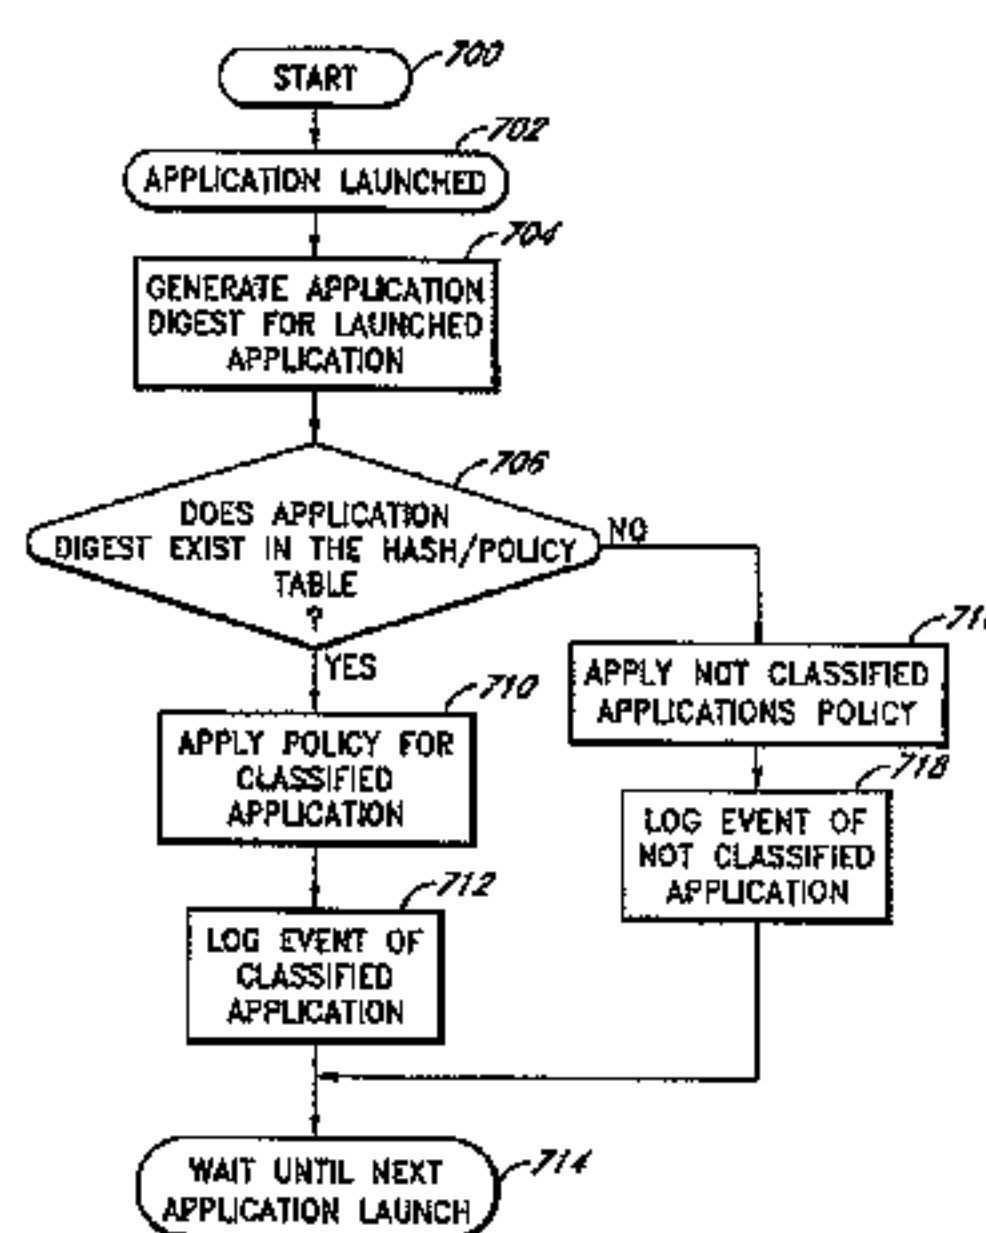 START
700
APPLICATION LAUNCHED
702
GENERATE APPLICATION
DIGEST FOR LAUNCHED
APPLICATION
704
DOES APPLICATION
DIGEST EXIST IN THE HASH/POLICY
TABLE
?
706
NO
YES
APPLY POLICY FOR
CLASSIFIED
APPLICATION
710
APPLY NOT CLASSIFIED
APPLICATIONS POLICY
LOG EVENT OF
NOT CLASSIFIED
APPLICATION
718
LOG EVENT OF
CLASSIFIED
APPLICATION
712
WAIT UNTIL NEXT
APPLICATION LAUNCH
714